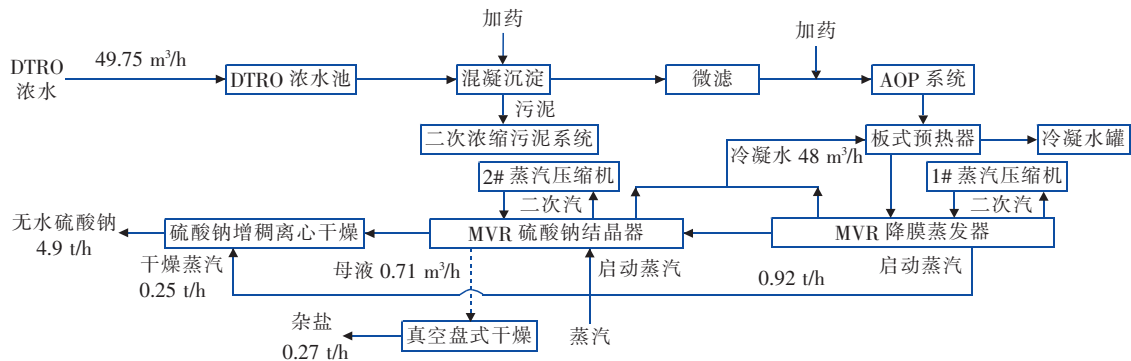 加药
加药
DTRO
浓水
49.75 m³/h
DTRO 浓水池
混凝沉淀
微滤
AOP 系统
污泥
二次浓缩污泥系统
板式预热器
冷凝水罐
冷凝水 48 m³/h
2# 蒸汽压缩机
1# 蒸汽压缩机
二次汽
二次汽
无水硫酸钠
4.9 t/h
硫酸钠增稠离心干燥
MVR 硫酸钠结晶器
MVR 降膜蒸发器
干燥蒸汽
0.25 t/h
母液 0.71 m³/h
启动蒸汽
0.92 t/h
启动蒸汽
杂盐
0.27 t/h
真空盘式干燥
蒸汽